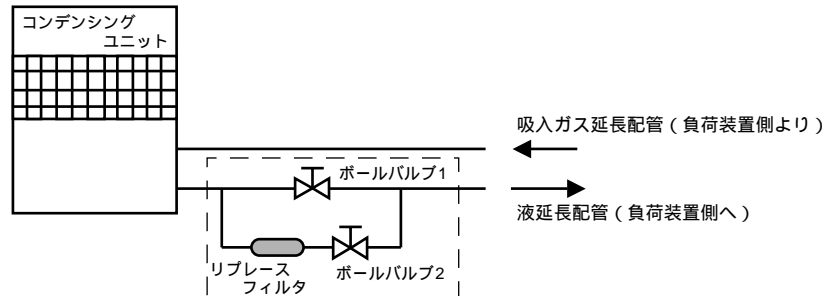 コンデンシング
ユニット
吸入ガス延長配管（負荷装置側より）
ボールバルブ1
液延長配管（負荷装置側へ）
リプレース
フィルタ
ボールバルブ2